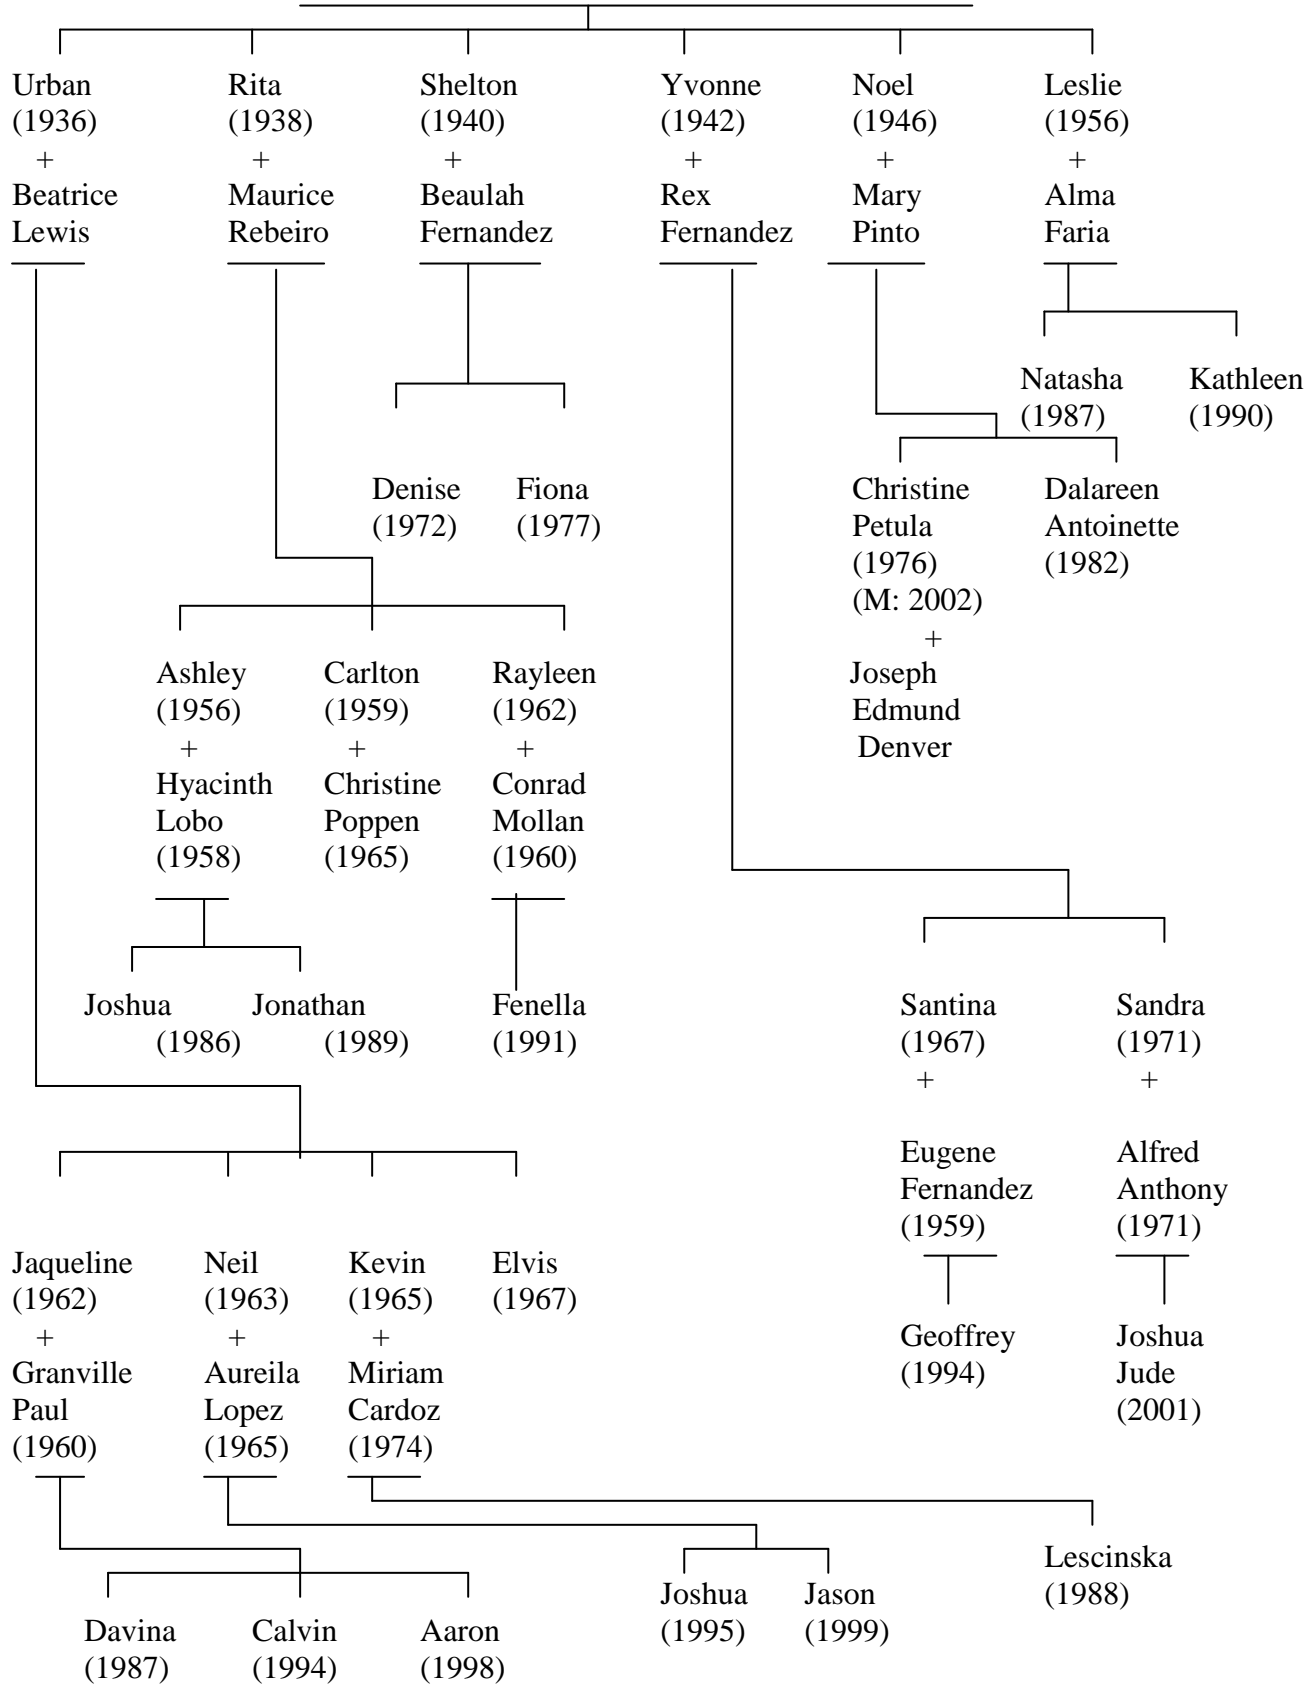 Urban Rita Shelton Yvonne Noel Leslie
(1936) (1938) (1940) (1942) (1946) (1956)
+ + + + + +
Beatrice Maurice Beaulah Rex Mary Alma
Lewis Rebeiro Fernandez Fernandez Pinto Faria
Natasha Kathleen
(1987) (1990)
Denise Fiona Christine Dalareen
(1972) (1977) Petula Antoinette
(1976) (1982)
(M: 2002)
+
Ashley Carlton Rayleen Joseph
(1956) (1959) (1962) Edmund
+ + + Denver
Hyacinth Christine Conrad
Lobo Poppen Mollan
(1958) (1965) (1960)
Joshua Jonathan Fenella Santina Sandra
(1986) (1989) (1991) (1967) (1971)
+ +
Eugene Alfred
Fernandez Anthony
(1959) (1971)
Jaqueline Neil Kevin Elvis
(1962) (1963) (1965) (1967)
+ + + Geoffrey Joshua
Granville Aureila Miriam (1994) Jude
Paul Lopez Cardoz (2001)
(1960) (1965) (1974)
Lescinska
Joshua Jason (1988)
Davina Calvin Aaron (1995) (1999)
(1987) (1994) (1998)